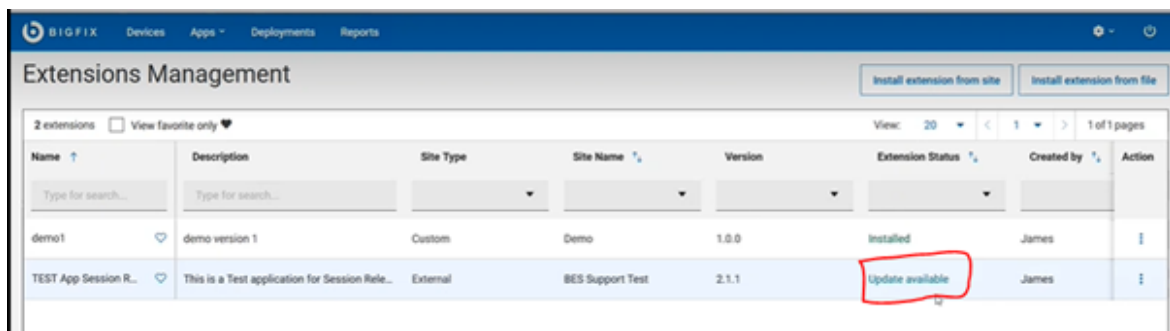 BIGFIX Devices Apps Deployments Reports
Extensions Management Install extension from site Install extension from file
2 extensions View favorite only View: 20 1 1 of 1 pages
Name Description Site Type Site Name Version Extension Status Created by Action
Type for search... Type for search...
demo1 demo version 1 Custom Demo 1.0.0 Installed James
TEST App Session R... This is a Test application for Session Rele... External BES Support Test 2.1.1 Update available James